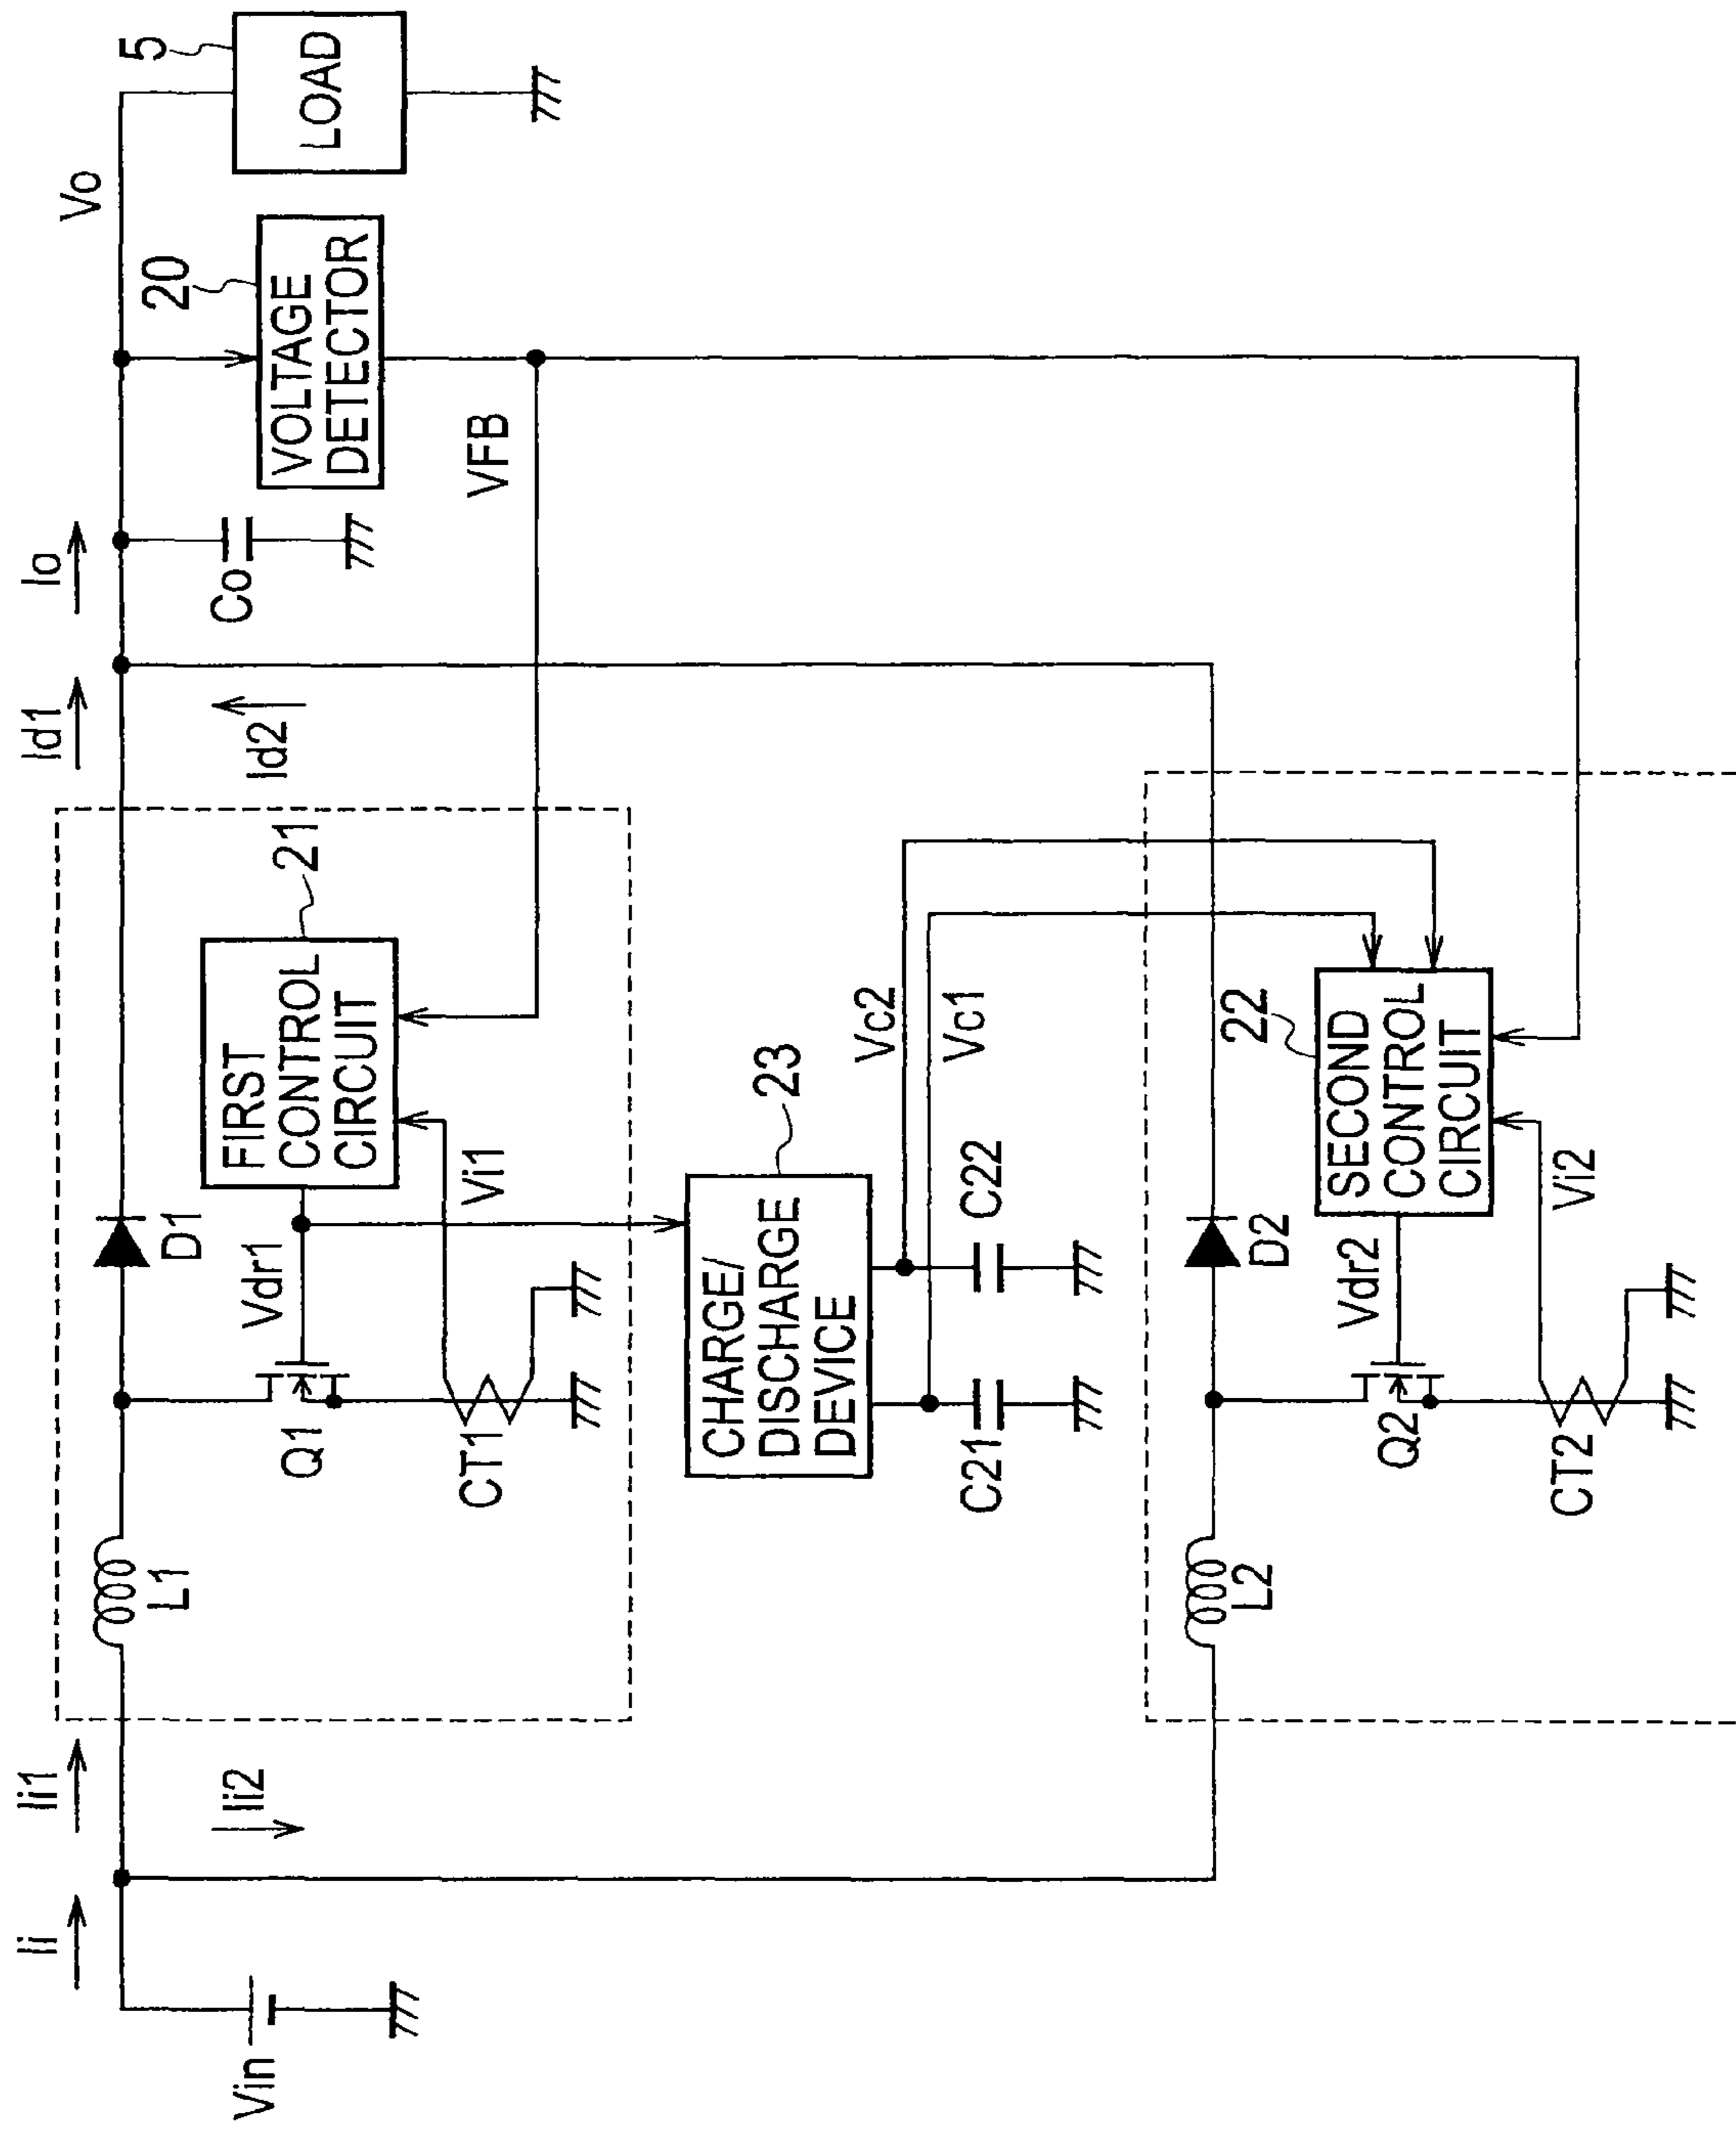 Ii
Ii1
Id1
Io
Vo
5
LOAD
20
VOLTAGE
DETECTOR
Co
VFB
Id2
Ii2
Vin
L1
D1
Q1
Vdr1
FIRST
CONTROL
CIRCUIT
21
Vi1
CT1
CHARGE/
DISCHARGE
DEVICE
23
Vc2
Vc1
C21
C22
L2
D2
Q2
Vdr2
22
SECOND
CONTROL
CIRCUIT
Vi2
CT2